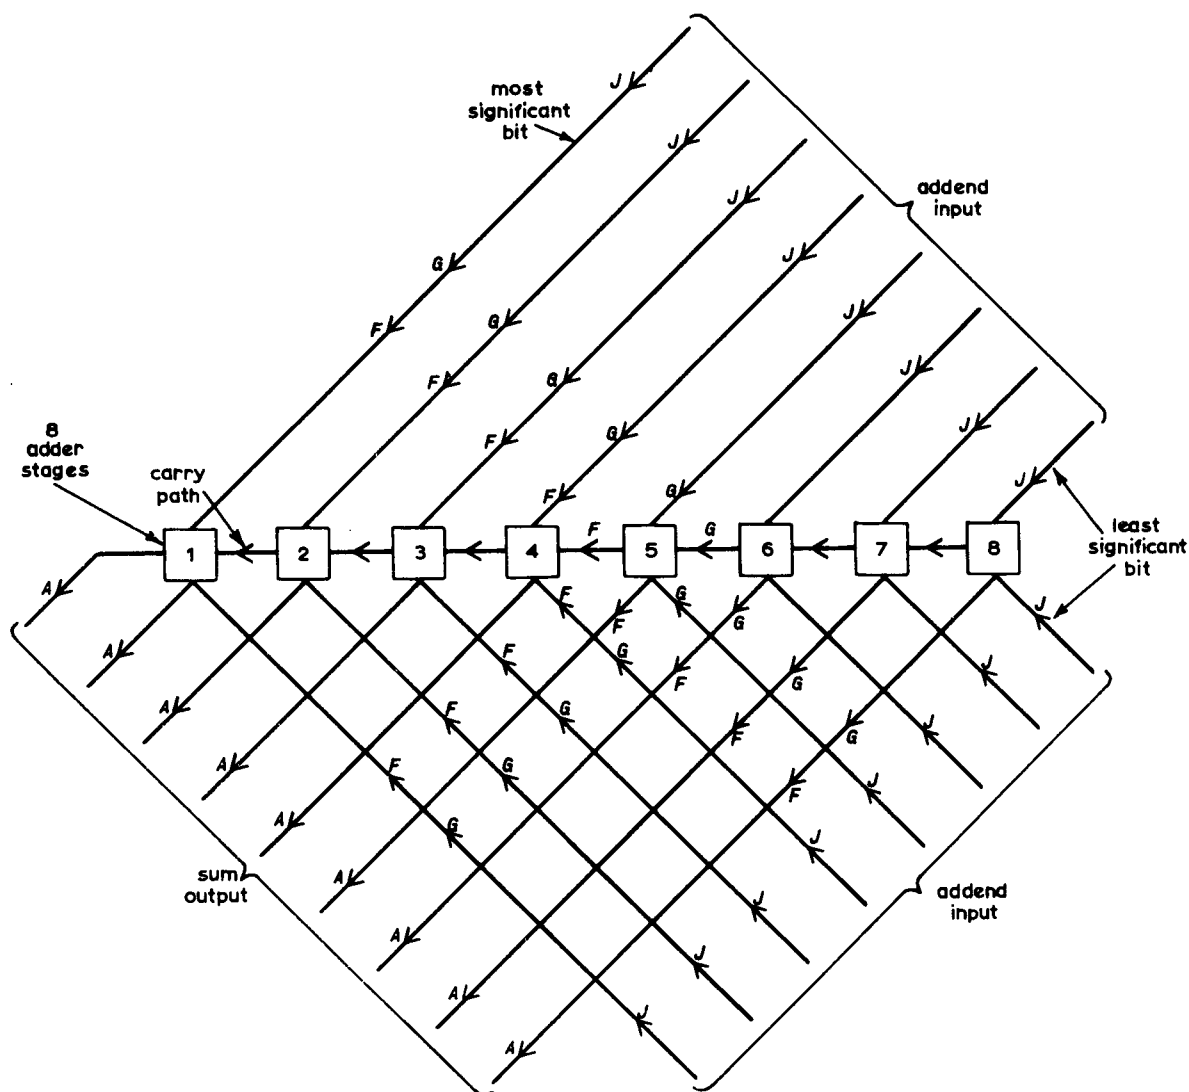 J
most
significant
bit
J
J
addend
input
J
G
J
F
G
J
F
G
J
F
G
J
8
adder
stages
carry
path
F
G
J
least
significant
bit
1
2
3
4
F
5
G
6
7
8
A
F
F
G
G
J
A
F
G
F
G
J
A
F
G
F
G
J
A
F
G
F
J
A
G
J
A
J
sum
output
addend
input
A
J
A
J
A
J